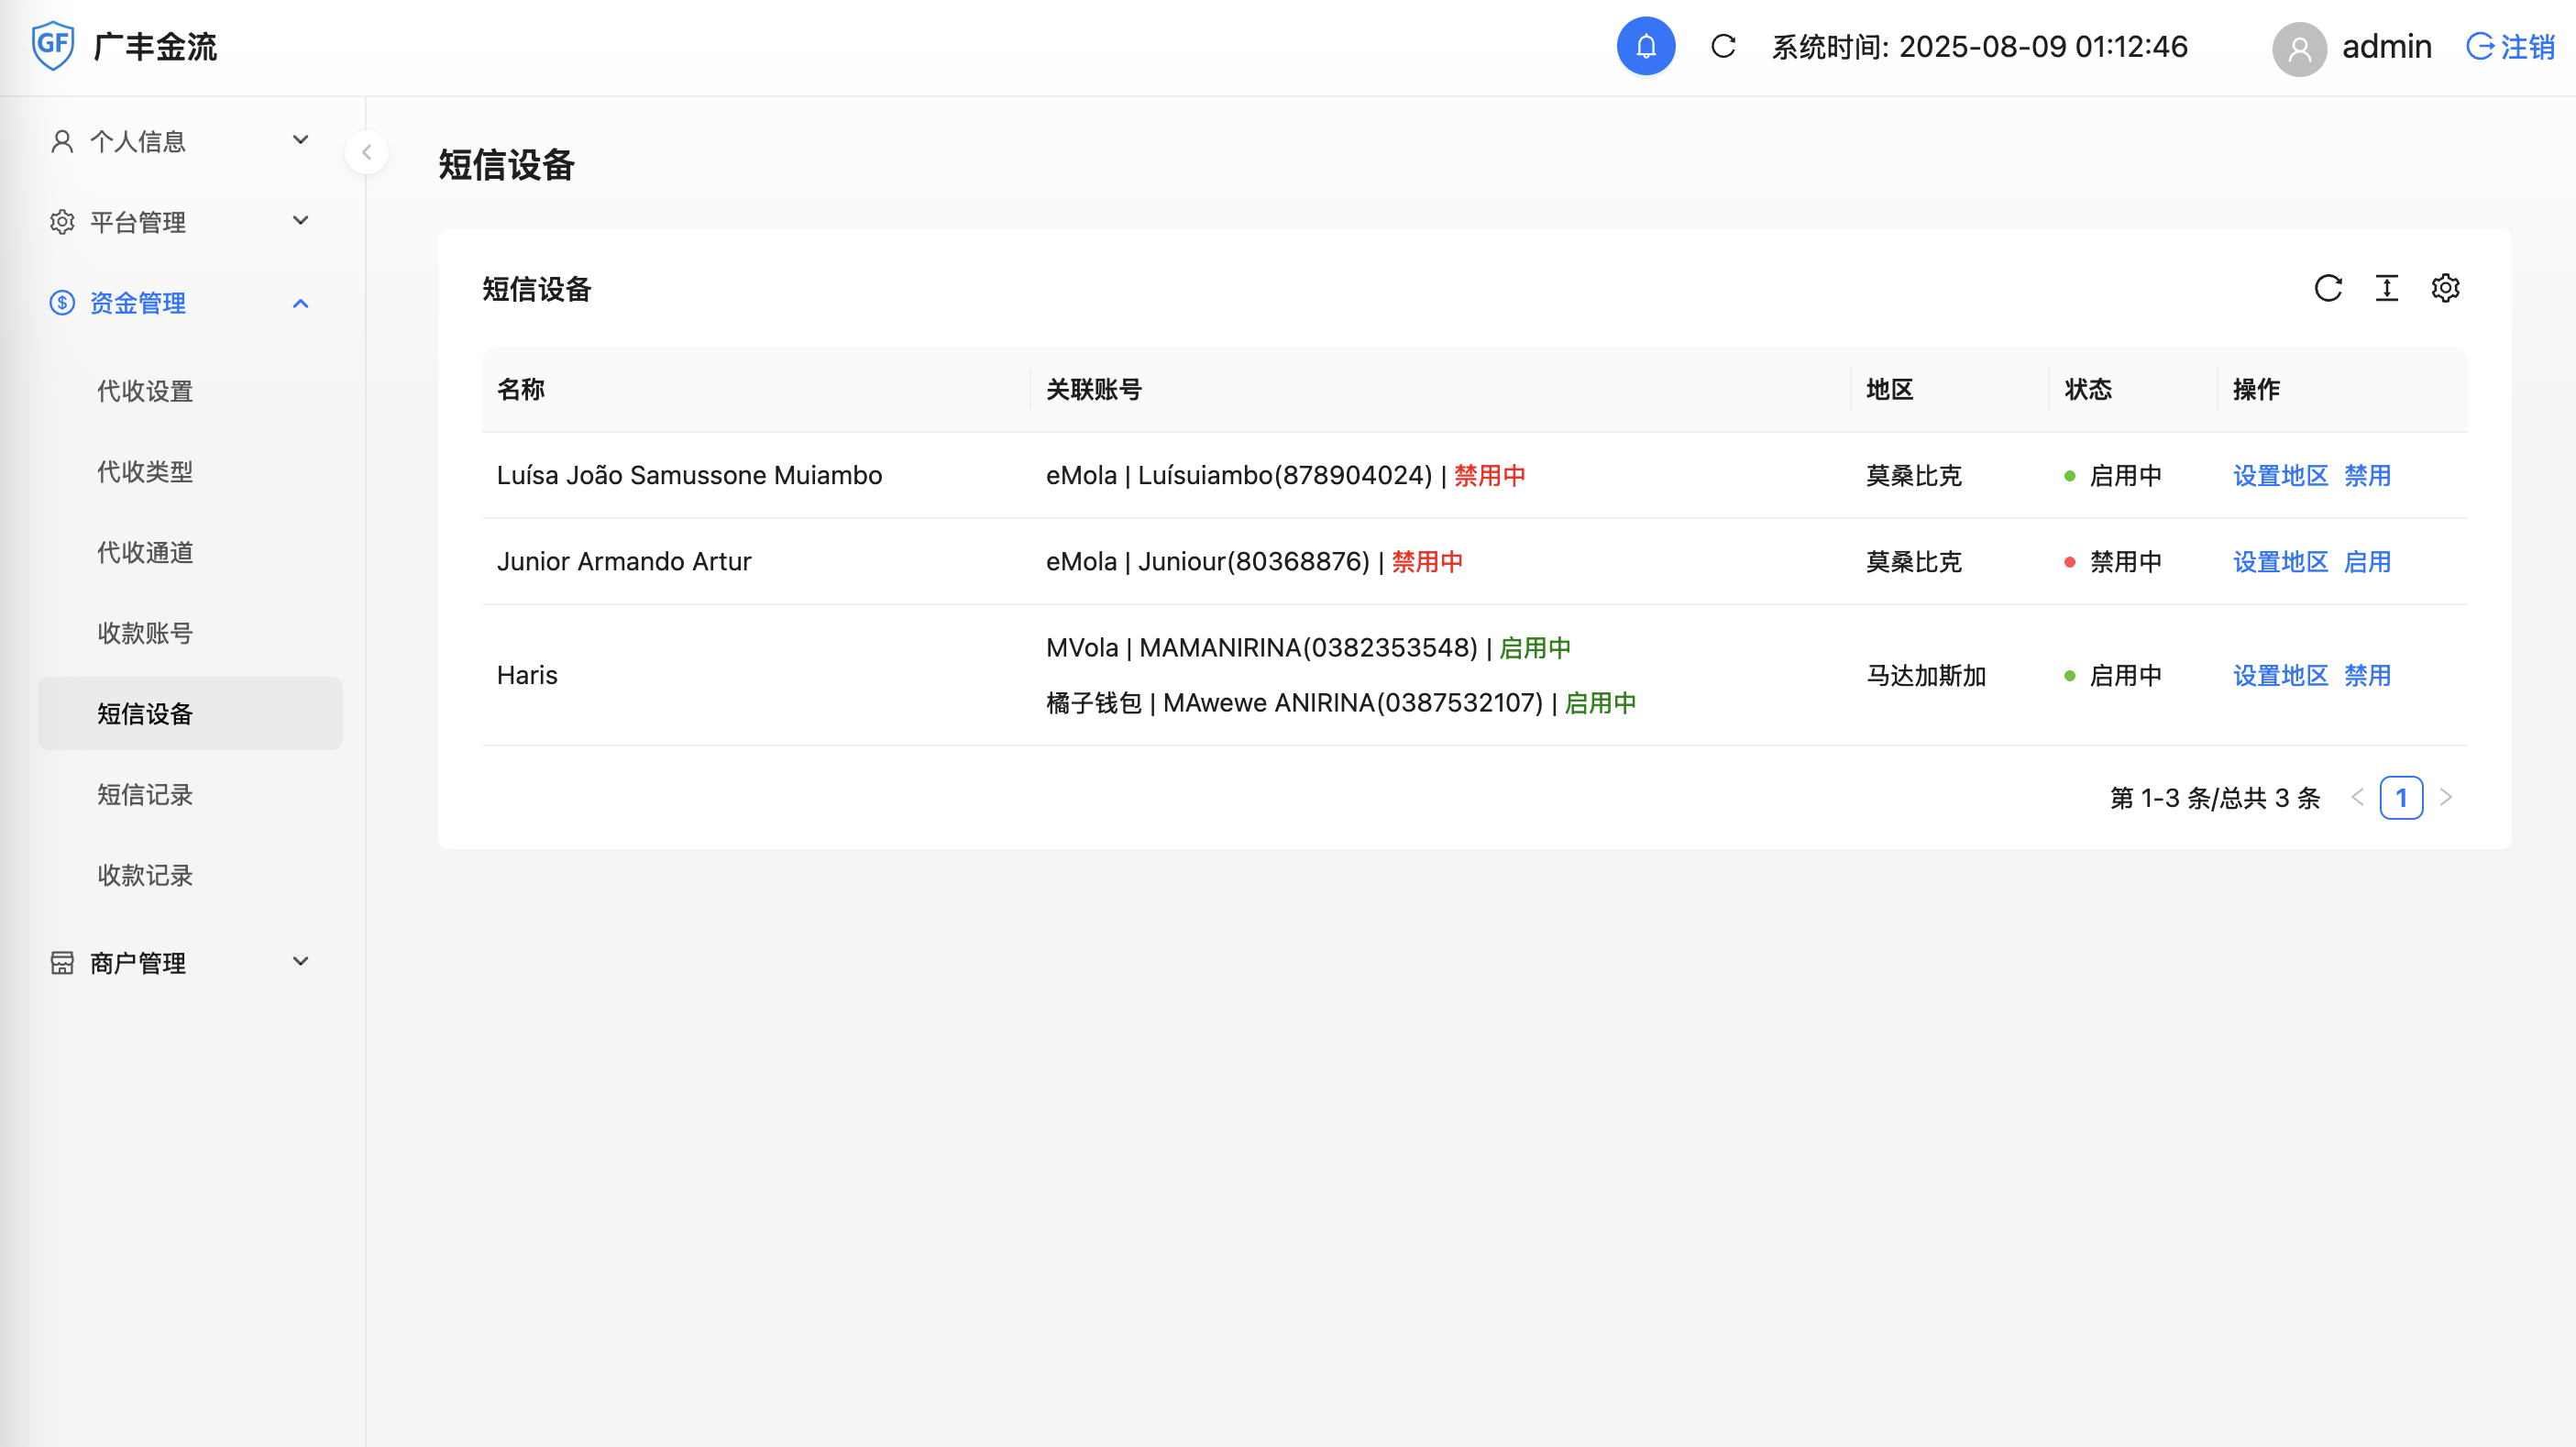 GF 广丰金流
系统时间: 2025-08-09 01:12:46
admin
注销
个人信息
平台管理
资金管理
代收设置
代收类型
代收通道
收款账号
短信设备
短信记录
收款记录
商户管理
短信设备
短信设备
名称 关联账号 地区 状态 操作
Luísa João Samussone Muiambo eMola | Luísuiambo(878904024) | 禁用中 莫桑比克 启用中 设置地区 禁用
Junior Armando Artur eMola | Juniour(80368876) | 禁用中 莫桑比克 禁用中 设置地区 启用
Haris MVola | MAMANIRINA(0382353548) | 启用中 马达加斯加 启用中 设置地区 禁用
橘子钱包 | MAwewe ANIRINA(0387532107) | 启用中
第 1-3 条/总共 3 条 1